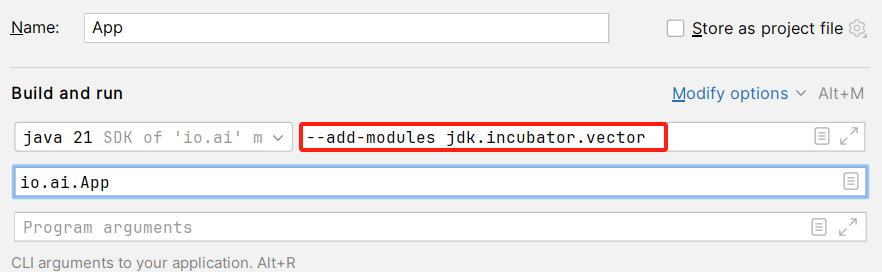 Name: App Store as project file
Build and run Modify options Alt+M
java 21 SDK of 'io.ai' m --add-modules jdk.incubator.vector
io.ai.App
Program arguments
CLI arguments to your application. Alt+R